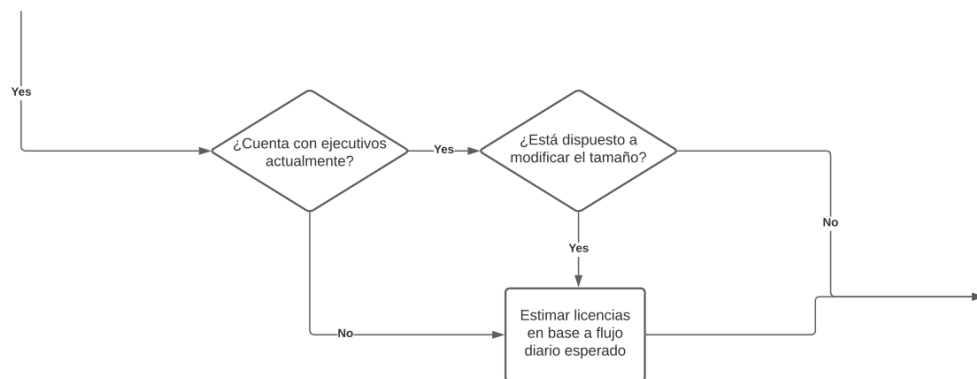 Yes
¿Cuenta con ejecutivos
actualmente?
Yes
¿Está dispuesto a
modificar el tamaño?
No
Yes
Estimar licencias
en base a flujo
diario esperado
No